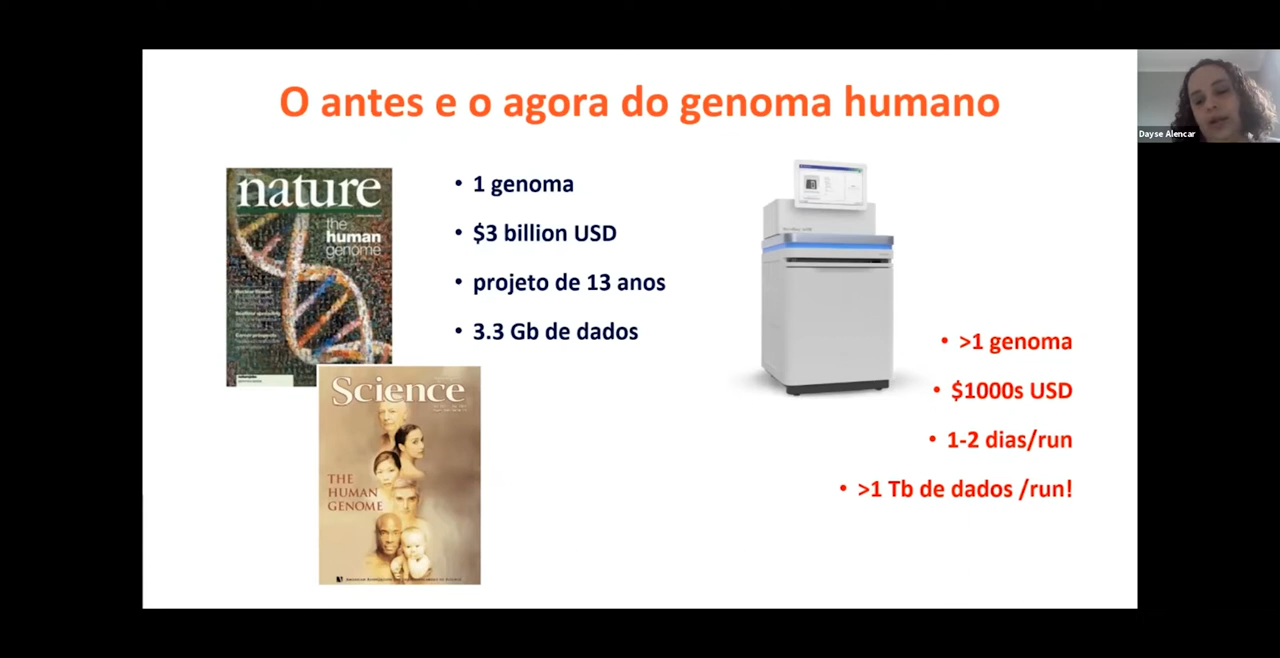 O antes e o agora do genoma humano
Dayse Alencar
nature
the
human
genome
• 1 genoma
• $3 billion USD
• projeto de 13 anos
• 3.3 Gb de dados
Science
THE
HUMAN
GENOME
• >1 genoma
• $1000s USD
• 1-2 dias/run
• >1 Tb de dados /run!